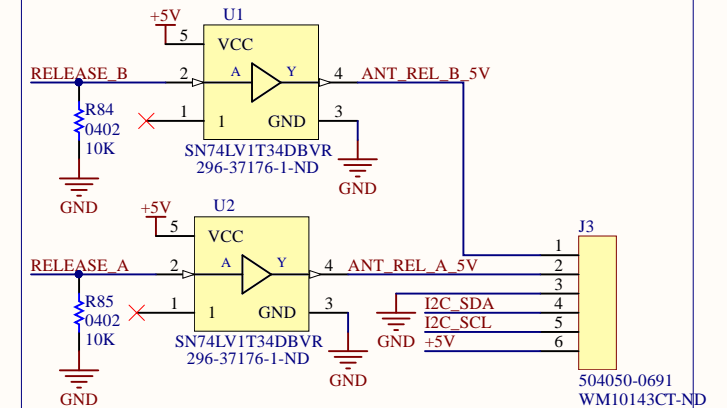 +5V
U1
5
VCC
RELEASE_B
2
A
Y
4
ANT_REL_B_5V
R84
0402
10K
1
1
GND
3
SN74LV1T34DBVR
296-37176-1-ND
GND
GND
+5V
U2
5
VCC
RELEASE_A
2
A
Y
4
ANT_REL_A_5V
R85
0402
10K
1
1
GND
3
SN74LV1T34DBVR
296-37176-1-ND
GND
GND
J3
1
2
3
I2C_SDA
4
I2C_SCL
5
GND
+5V
6
504050-0691
WM10143CT-ND